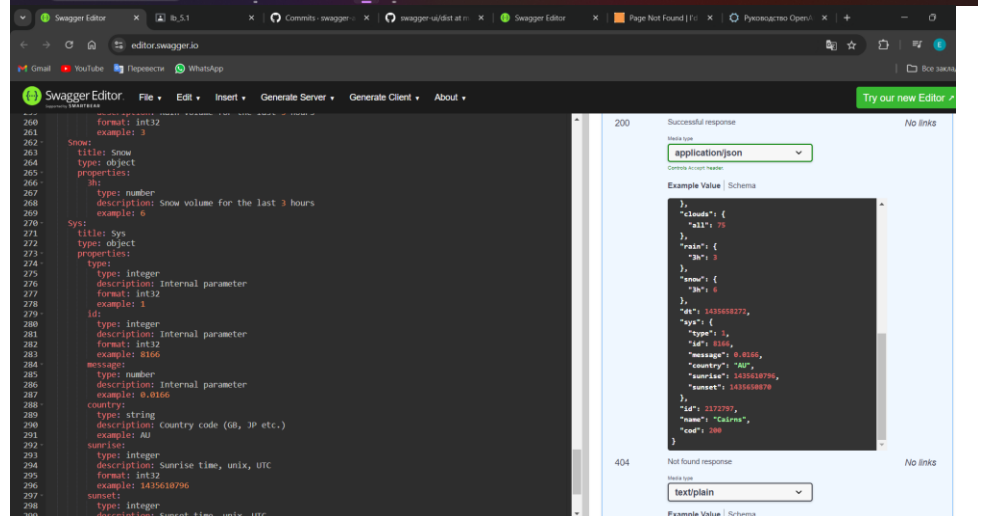 Swagger Editor
lb_5.1
Commits · swagger-
swagger-ui/dist at m
Swagger Editor
Page Not Found | I'd
Руководство OpenA
editor.swagger.io
Gmail
YouTube
Перевести
WhatsApp
Все заклад
Swagger Editor.
Supported by SMARTBEAR
File
Edit
Insert
Generate Server
Generate Client
About
Try our new Editor
260 format: int32
261 example: 3
262 Snow:
263 title: Snow
264 type: object
265 properties:
266 3h:
267 type: number
268 description: Snow volume for the last 3 hours
269 example: 6
270 Sys:
271 title: Sys
272 type: object
273 properties:
274 type:
275 type: integer
276 description: Internal parameter
277 format: int32
278 example: 1
279 id:
280 type: integer
281 description: Internal parameter
282 format: int32
283 example: 8166
284 message:
285 type: number
286 description: Internal parameter
287 example: 0.0166
288 country:
289 type: string
290 description: Country code (GB, JP etc.)
291 example: AU
292 sunrise:
293 type: integer
294 description: Sunrise time, unix, UTC
295 format: int32
296 example: 1435610796
297 sunset:
298 type: integer
description: Sunset time, unix, UTC
200 Successful response No links
Media type
application/json
Controls Accept header.
Example Value Schema
},
"clouds": {
"all": 75
},
"rain": {
"3h": 3
},
"snow": {
"3h": 6
},
"dt": 1435658272,
"sys": {
"type": 1,
"id": 8166,
"message": 0.0166,
"country": "AU",
"sunrise": 1435610796,
"sunset": 1435650870
},
"id": 2172797,
"name": "Cairns",
"cod": 200
}
404 Not found response No links
Media type
text/plain
Example Value Schema